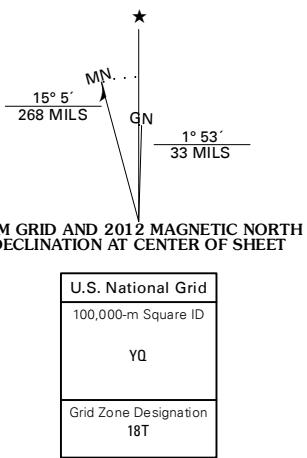 ★
MN
15° 5´
268 MILS
GN
1° 53´
33 MILS
M GRID AND 2012 MAGNETIC NORTH
DECLINATION AT CENTER OF SHEET
U.S. National Grid
100,000-m Square ID
YQ
Grid Zone Designation
18T